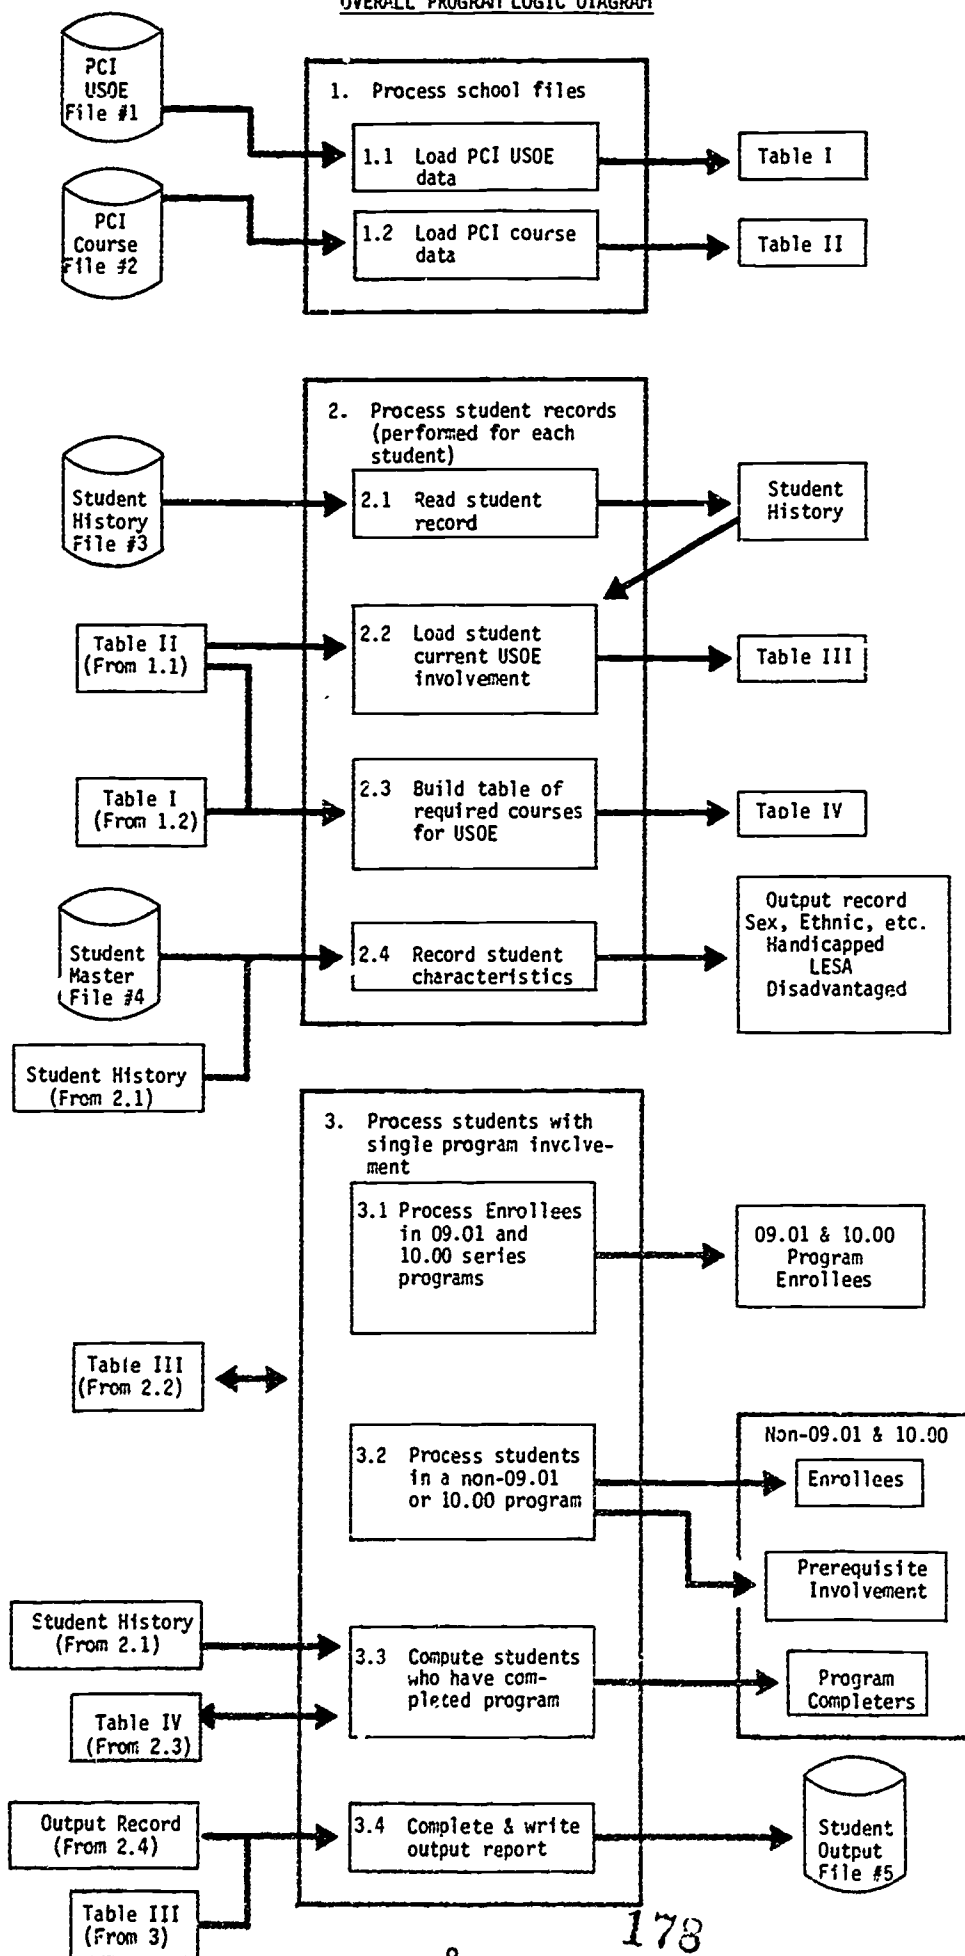 OVERALL PROGRAM LOGIC DIAGRAM
PCI
USOE
File #1
1. Process school files
1.1 Load PCI USOE
data
Table I
PCI
Course
File #2
1.2 Load PCI course
data
Table II
2. Process student records
(performed for each
student)
Student
History
File #3
2.1 Read student
record
Student
History
Table II
(From 1.1)
2.2 Load student
current USOE
involvement
Table III
Table I
(From 1.2)
2.3 Build table of
required courses
for USOE
Table IV
Student
Master
File #4
2.4 Record student
characteristics
Output record
Sex, Ethnic, etc.
Handicapped
LESA
Disadvantaged
Student History
(From 2.1)
3. Process students with
single program involve-
ment
3.1 Process Enrollees
in 09.01 and
10.00 series
programs
09.01 & 10.00
Program
Enrollees
Table III
(From 2.2)
3.2 Process students
in a non-09.01
or 10.00 program
Non-09.01 & 10.00
Enrollees
Prerequisite
Involvement
Student History
(From 2.1)
3.3 Compute students
who have com-
pleted program
Program
Completers
Table IV
(From 2.3)
Output Record
(From 2.4)
3.4 Complete & write
output report
Student
Output
File #5
Table III
(From 3)
178